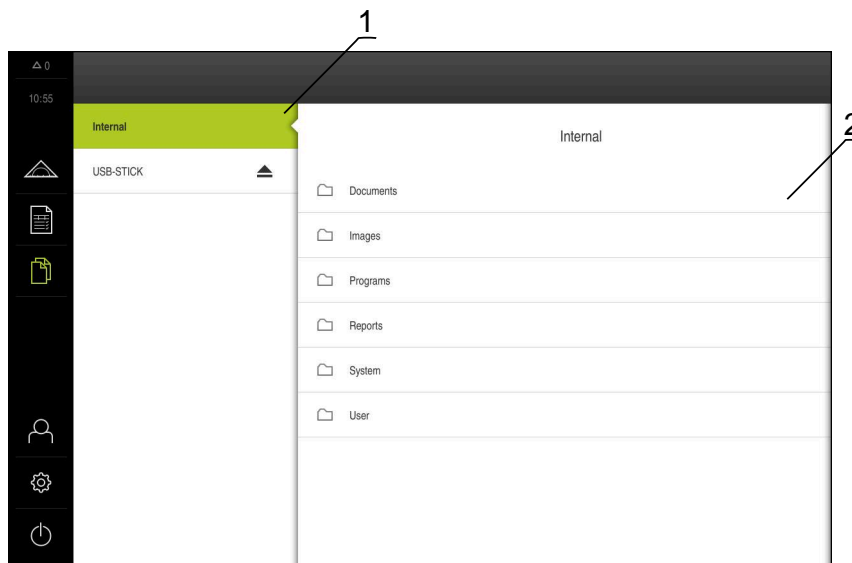 1
△ 0
10:55
Internal
USB-STICK
Internal
2
Documents
Images
Programs
Reports
System
User